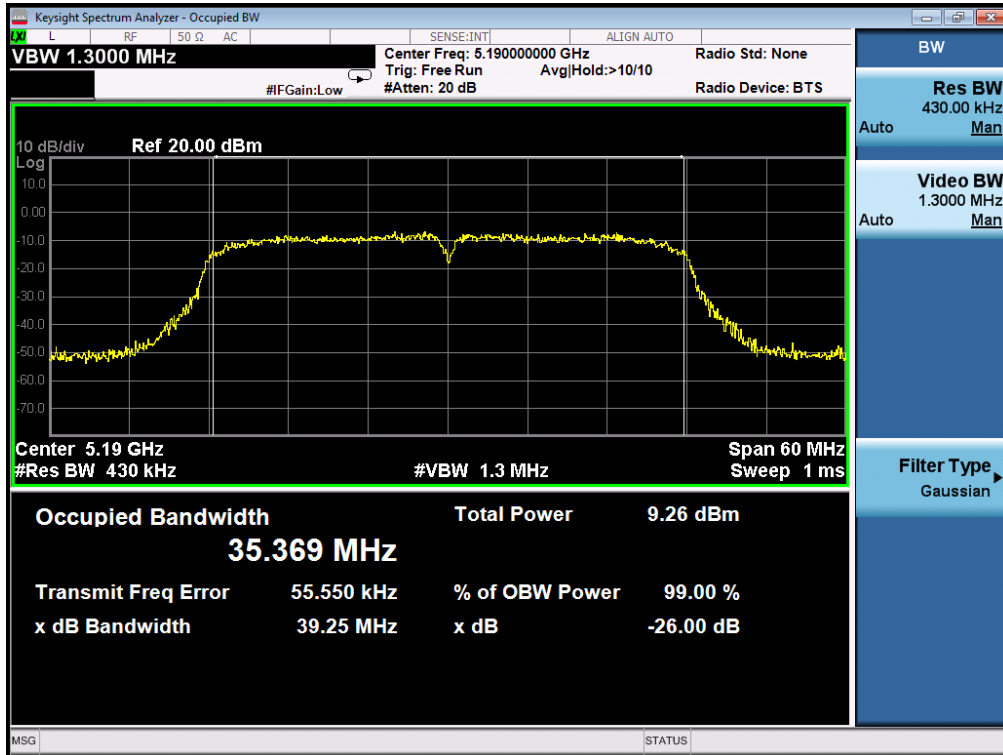 Keysight Spectrum Analyzer - Occupied BW
LXI L RF 50 Ω AC SENSE:INT ALIGN AUTO
VBW 1.3000 MHz
Center Freq: 5.190000000 GHz Radio Std: None
Trig: Free Run Avg|Hold:>10/10
#IFGain:Low #Atten: 20 dB Radio Device: BTS
10 dB/div Ref 20.00 dBm
Log
10.0
0.00
-10.0
-20.0
-30.0
-40.0
-50.0
-60.0
-70.0
Center 5.19 GHz Span 60 MHz
#Res BW 430 kHz #VBW 1.3 MHz Sweep 1 ms
Occupied Bandwidth Total Power 9.26 dBm
35.369 MHz
Transmit Freq Error 55.550 kHz % of OBW Power 99.00 %
x dB Bandwidth 39.25 MHz x dB -26.00 dB
MSG STATUS
BW
Res BW
430.00 kHz
Auto Man
Video BW
1.3000 MHz
Auto Man
Filter Type
Gaussian